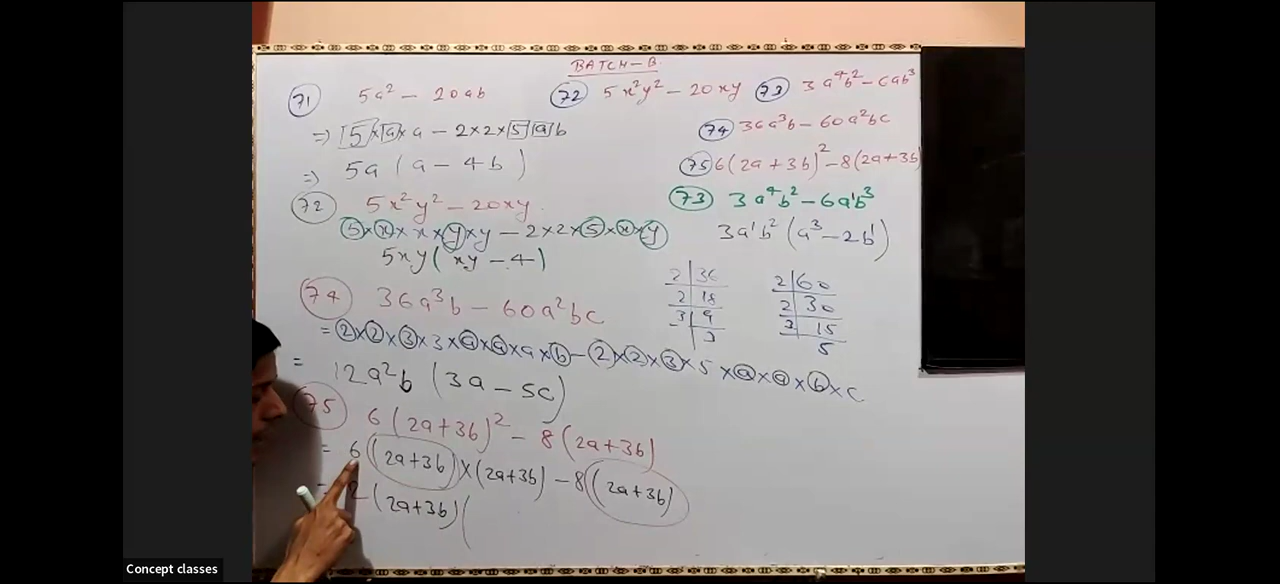 BATCH-B
71 5a² - 20ab
72 5x²y² - 20xy
73 3a⁴b² - 6ab³
⇒ 5×a×a - 2×2×5×a b
74 36a³b - 60a²bc
⇒ 5a (a - 4b)
75 6(2a+3b)² - 8(2a+3b
72 5x²y² - 20xy
73 3a⁴b² - 6a¹b³
5×x×x×y×y - 2×2×5×x×y
3a¹b² (a³ - 2b¹)
5xy( xy - 4)
74 36a³b - 60a²bc
2|36
2|18
3|9
3
2|60
2|30
3|15
5
= 2×2×3×3×a×a×a×b - 2×2×3×5×a×a×b×c
= 12a²b (3a - 5c)
75 6(2a+3b)² - 8(2a+3b)
= 6(2a+3b)×(2a+3b) - 8(2a+3b)
= 2(2a+3b)(
Concept classes